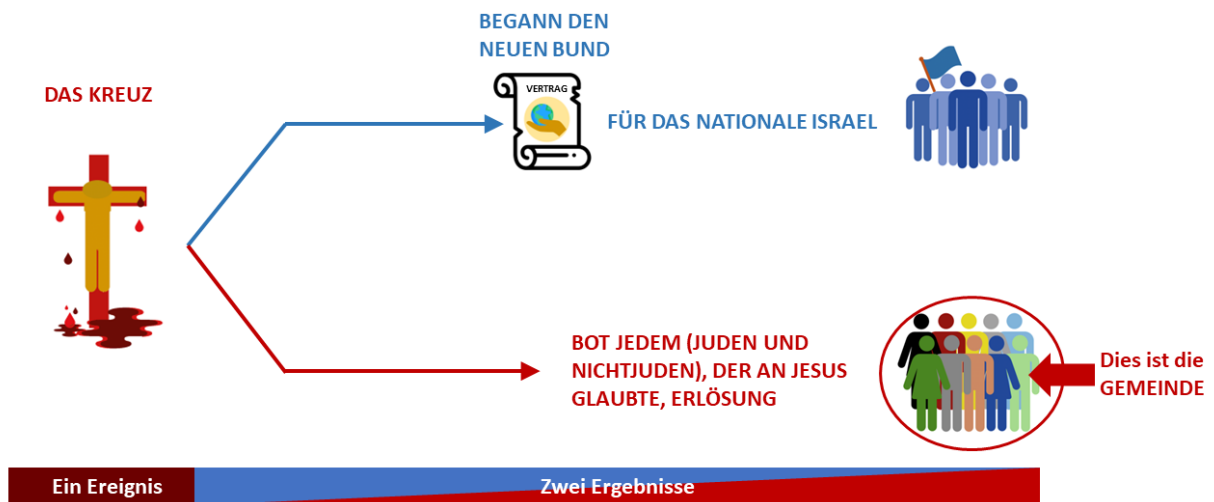 BEGANN DEN
NEUEN BUND
DAS KREUZ
VERTRAG
FÜR DAS NATIONALE ISRAEL
BOT JEDEM (JUDEN UND
NICHTJUDEN), DER AN JESUS
GLAUBTE, ERLÖSUNG
Dies ist die
GEMEINDE
Ein Ereignis
Zwei Ergebnisse